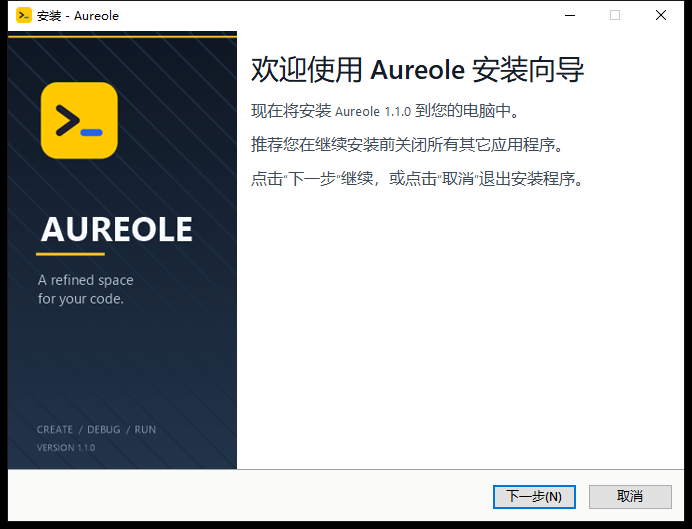 安装 - Aureole
AUREOLE
A refined space
for your code.
CREATE / DEBUG / RUN
VERSION 1.1.0
欢迎使用 Aureole 安装向导
现在将安装 Aureole 1.1.0 到您的电脑中。
推荐您在继续安装前关闭所有其它应用程序。
点击“下一步”继续，或点击“取消”退出安装程序。
下一步(N)
取消